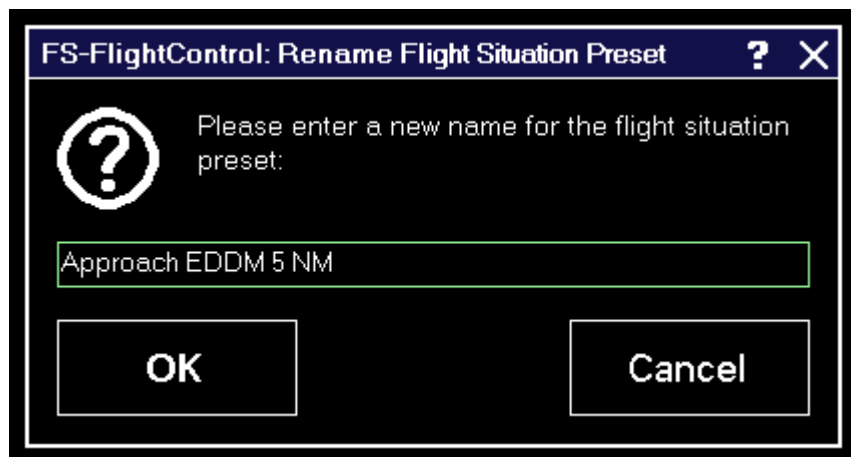 FS-FlightControl: Rename Flight Situation Preset ? X
Please enter a new name for the flight situation
preset:
Approach EDDM 5 NM
OK Cancel